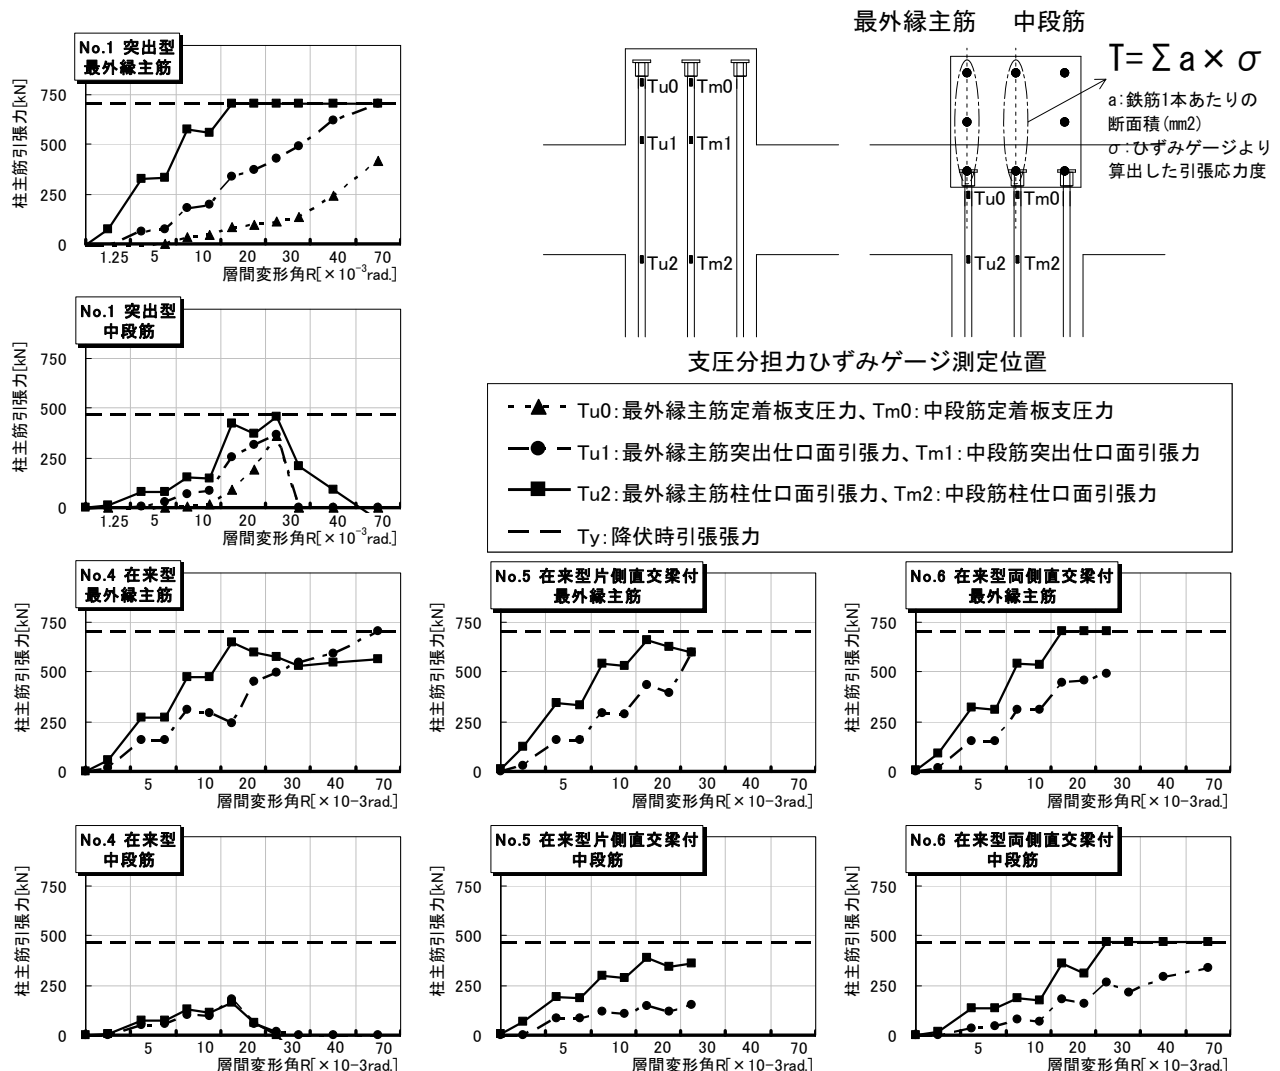 No.1 突出型
最外縁主筋
柱主筋引張力[kN]
750
500
250
0
1.25 5 10 20 30 40 70
層間変形角R[×10⁻³rad.]
No.1 突出型
中段筋
柱主筋引張力[kN]
750
500
250
0
1.25 5 10 20 30 40 70
層間変形角R[×10⁻³rad.]
最外縁主筋 中段筋
T=Σa×σ
a:鉄筋1本あたりの
断面積(mm2)
σ:ひずみゲージより
算出した引張応力度
Tu0 Tm0
Tu1 Tm1
Tu2 Tm2
Tu0 Tm0
Tu2 Tm2
支圧分担力ひずみゲージ測定位置
Tu0:最外縁主筋定着板支圧力、Tm0:中段筋定着板支圧力
Tu1:最外縁主筋突出仕口面引張力、Tm1:中段筋突出仕口面引張力
Tu2:最外縁主筋柱仕口面引張力、Tm2:中段筋柱仕口面引張力
Ty:降伏時引張張力
No.4 在来型
最外縁主筋
柱主筋引張力[kN]
750
500
250
0
5 10 20 30 40 70
層間変形角R[×10-3rad.]
No.5 在来型片側直交梁付
最外縁主筋
柱主筋引張力[kN]
750
500
250
0
5 10 20 30 40 70
層間変形角R[×10-3rad.]
No.6 在来型両側直交梁付
最外縁主筋
柱主筋引張力[kN]
750
500
250
0
5 10 20 30 40 70
層間変形角R[×10-3rad.]
No.4 在来型
中段筋
柱主筋引張力[kN]
750
500
250
0
5 10 20 30 40 70
層間変形角R[×10-3rad.]
No.5 在来型片側直交梁付
中段筋
柱主筋引張力[kN]
750
500
250
0
5 10 20 30 40 70
層間変形角R[×10-3rad.]
No.6 在来型両側直交梁付
中段筋
柱主筋引張力[kN]
750
500
250
0
5 10 20 30 40 70
層間変形角R[×10-3rad.]